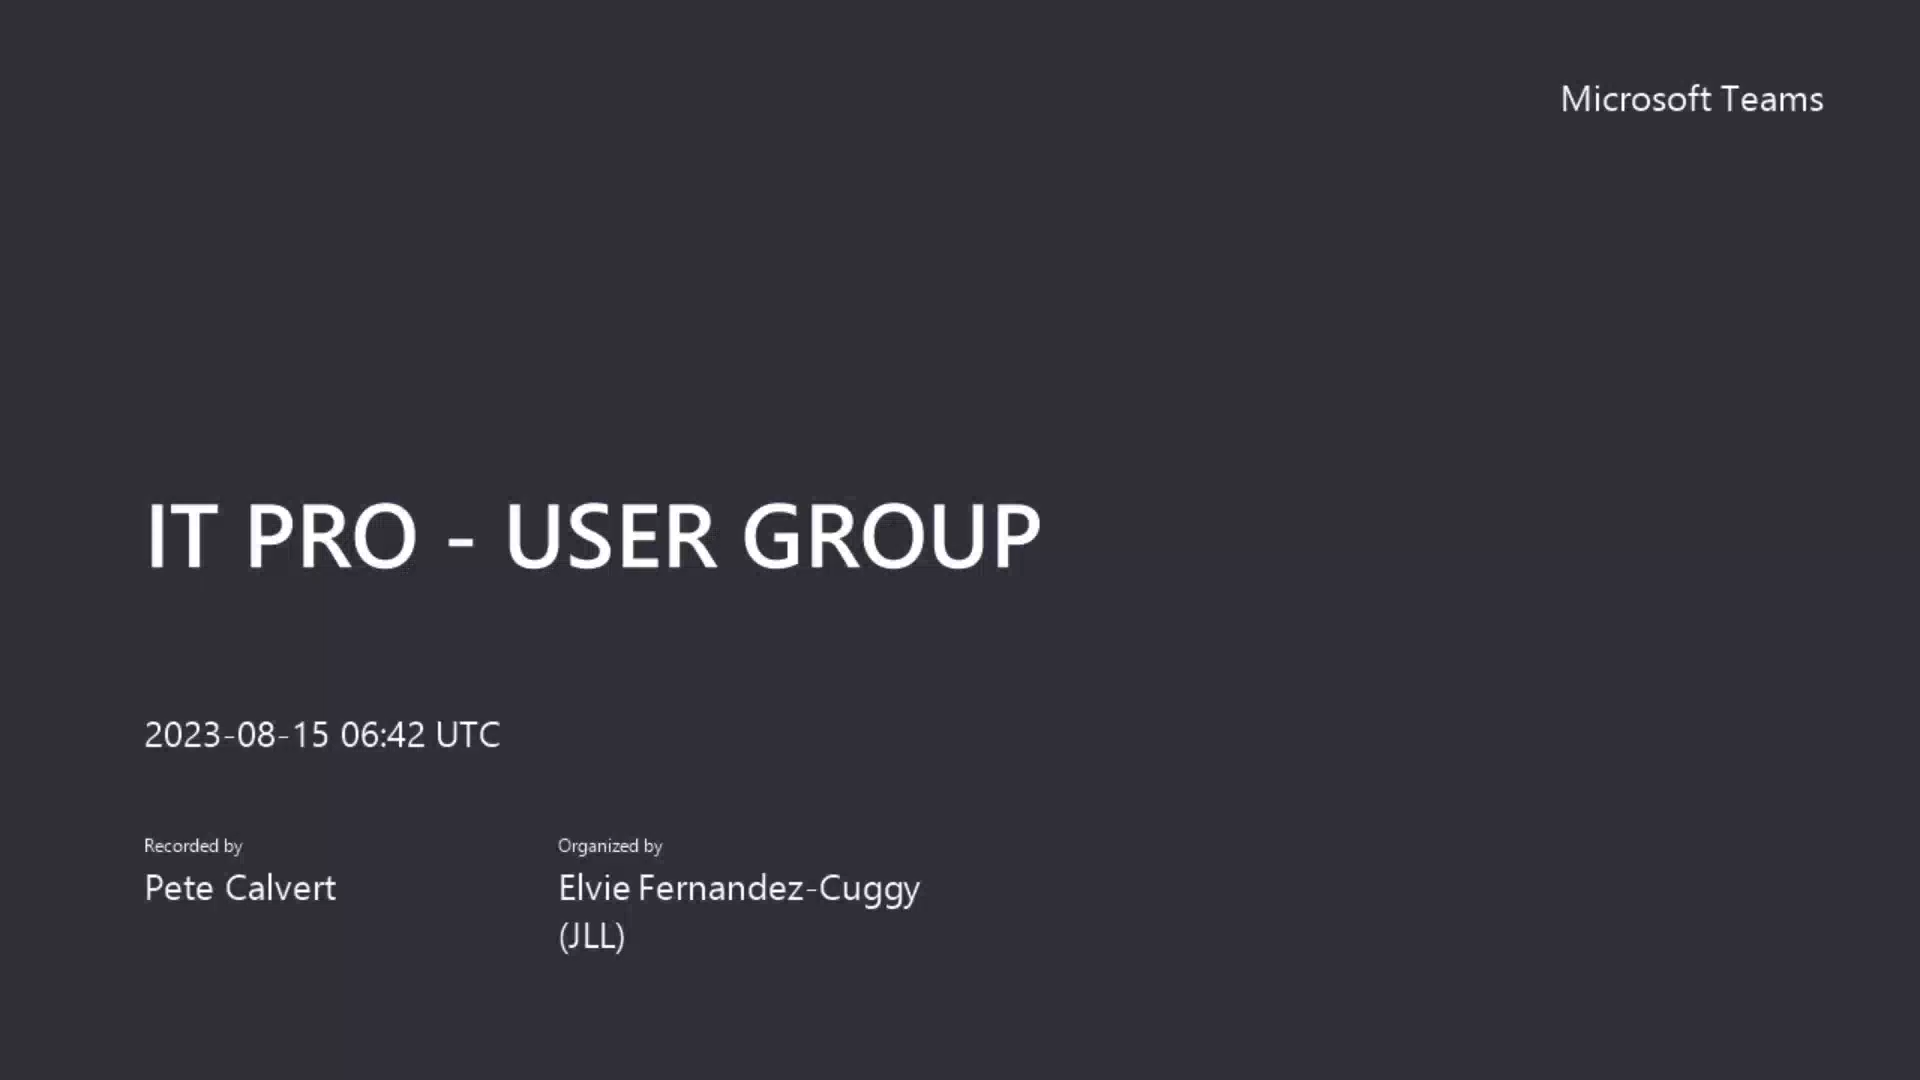 Microsoft Teams
IT PRO - USER GROUP
2023-08-15 06:42 UTC
Recorded by
Pete Calvert
Organized by
Elvie Fernandez-Cuggy
(JLL)